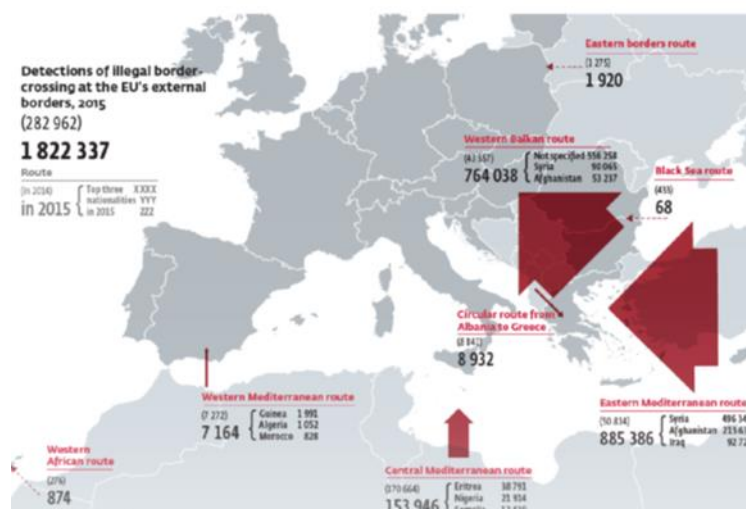 Detections of illegal border-
crossing at the EU's external
borders, 2015
(282 962)
1 822 337
Route
(in 2014)
in 2015
Top three XXXX
nationalities YYY
in 2015 ZZZ
Eastern borders route
(1 275)
1 920
Western Balkan route
764 038
Not specified 556 258
Syria 90 065
Afghanistan 53 237
Black Sea route
(433)
68
Circular route from
Albania to Greece
(8 841)
8 932
Western Mediterranean route
(7 272)
7 164
Guinea 1 991
Algeria 1 052
Morocco 828
Eastern Mediterranean route
(50 834)
885 386
Syria
Afghanistan
Iraq
Western
African route
(276)
874
Central Mediterranean route
(170 664)
153 946
Eritrea 38 791
Nigeria 21 914